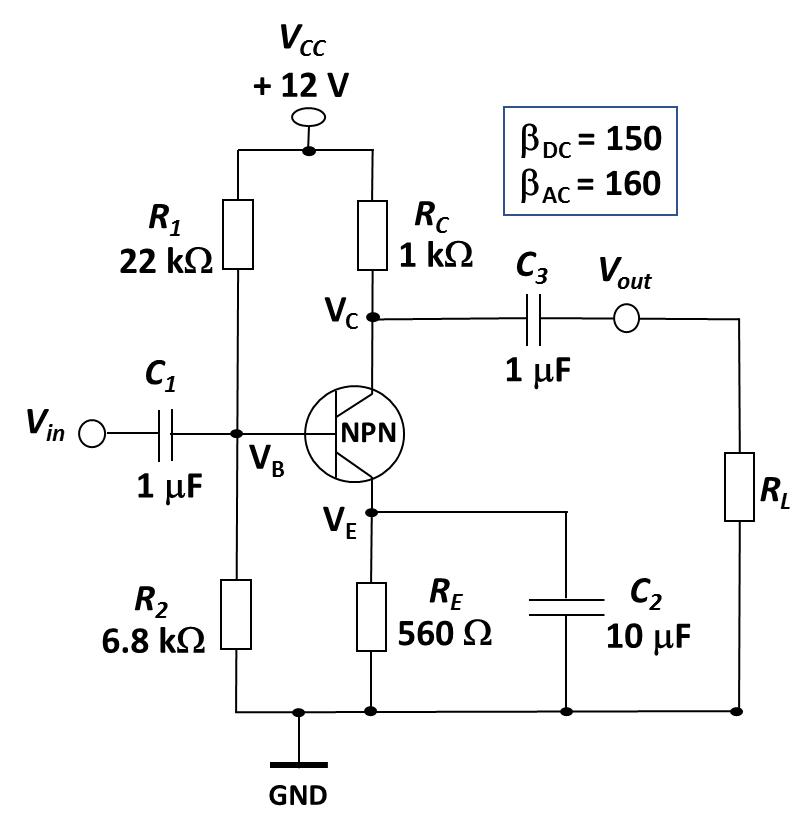 VCC
+ 12 V
βDC = 150
βAC = 160
R1
22 kΩ
RC
1 kΩ
C3
1 µF
Vout
VC
C1
1 µF
Vin
NPN
VB
VE
RL
R2
6.8 kΩ
RE
560 Ω
C2
10 µF
GND